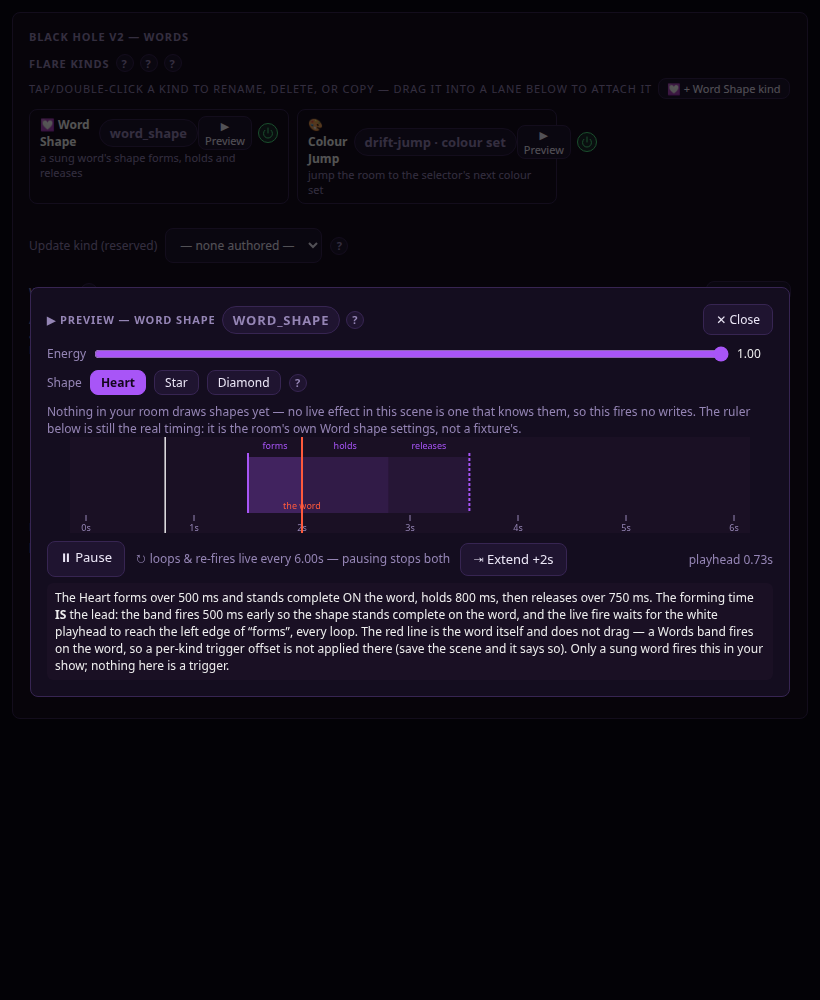 BLACK HOLE V2 — WORDS
FLARE KINDS ? ? ?
TAP/DOUBLE-CLICK A KIND TO RENAME, DELETE, OR COPY — DRAG IT INTO A LANE BELOW TO ATTACH IT
+ Word Shape kind
Word Shape
word_shape
▶ Preview
a sung word's shape forms, holds and
releases
Colour Jump
drift-jump · colour set
▶ Preview
jump the room to the selector's next colour
set
Update kind (reserved) — none authored — ?
▶ PREVIEW — WORD SHAPE WORD_SHAPE ? ✕ Close
Energy 1.00
Shape Heart Star Diamond ?
Nothing in your room draws shapes yet — no live effect in this scene is one that knows them, so this fires no writes. The ruler
below is still the real timing: it is the room's own Word shape settings, not a fixture's.
forms holds releases
the word
0s 1s 2s 3s 4s 5s 6s
⏸ Pause ↻ loops & re-fires live every 6.00s — pausing stops both ⇥ Extend +2s playhead 0.73s
The Heart forms over 500 ms and stands complete ON the word, holds 800 ms, then releases over 750 ms. The forming time
IS the lead: the band fires 500 ms early so the shape stands complete on the word, and the live fire waits for the white
playhead to reach the left edge of “forms”, every loop. The red line is the word itself and does not drag — a Words band fires
on the word, so a per-kind trigger offset is not applied there (save the scene and it says so). Only a sung word fires this in your
show; nothing here is a trigger.